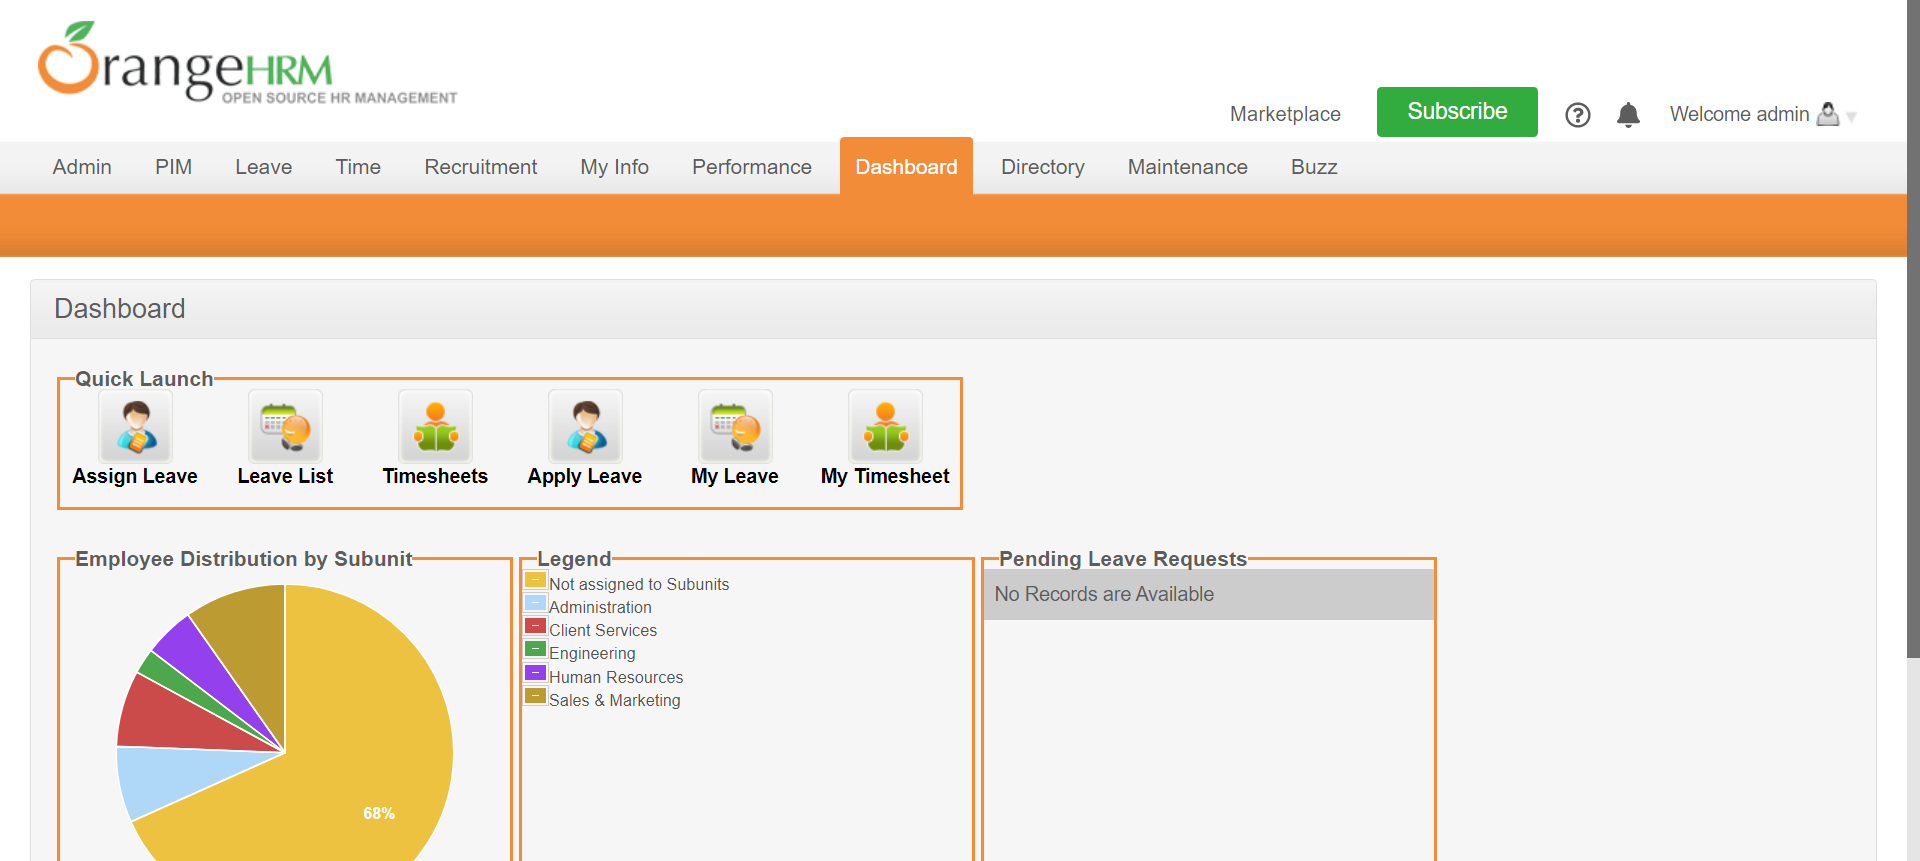 OrangeHRM
OPEN SOURCE HR MANAGEMENT
Marketplace Subscribe Welcome admin
Admin PIM Leave Time Recruitment My Info Performance Dashboard Directory Maintenance Buzz
Dashboard
Quick Launch
Assign Leave Leave List Timesheets Apply Leave My Leave My Timesheet
Employee Distribution by Subunit
68%
Legend
Not assigned to Subunits
Administration
Client Services
Engineering
Human Resources
Sales & Marketing
Pending Leave Requests
No Records are Available